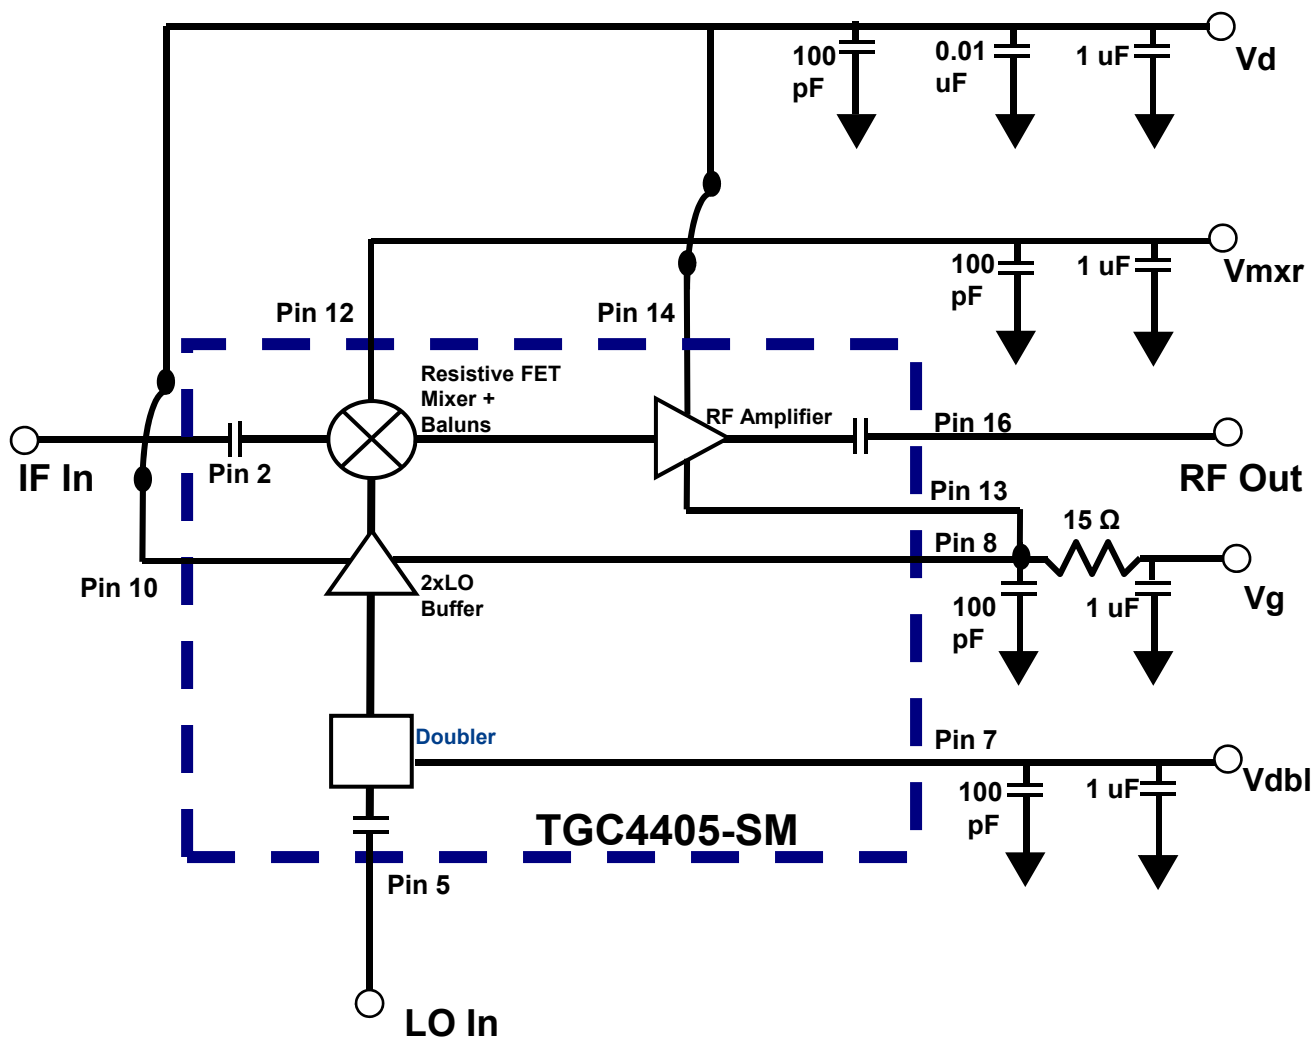 100
pF
0.01
uF
1 uF
Vd
100
pF
1 uF
Vmxr
Pin 12
Pin 14
Resistive FET
Mixer +
Baluns
RF Amplifier
Pin 16
IF In
Pin 2
RF Out
Pin 13
15 Ω
Pin 8
Pin 10
2xLO
Buffer
100
pF
1 uF
Vg
Doubler
Pin 7
100
pF
1 uF
Vdbl
TGC4405-SM
Pin 5
LO In